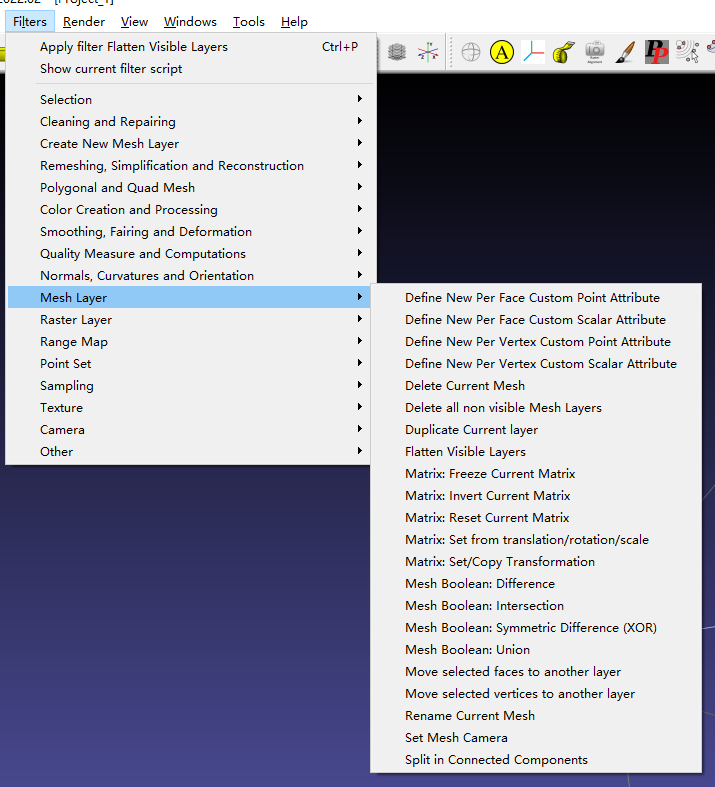 2022.02 - [Project_1]
Filters Render View Windows Tools Help
Apply filter Flatten Visible Layers Ctrl+P
Show current filter script
Selection
Cleaning and Repairing
Create New Mesh Layer
Remeshing, Simplification and Reconstruction
Polygonal and Quad Mesh
Color Creation and Processing
Smoothing, Fairing and Deformation
Quality Measure and Computations
Normals, Curvatures and Orientation
Mesh Layer
Raster Layer
Range Map
Point Set
Sampling
Texture
Camera
Other
Define New Per Face Custom Point Attribute
Define New Per Face Custom Scalar Attribute
Define New Per Vertex Custom Point Attribute
Define New Per Vertex Custom Scalar Attribute
Delete Current Mesh
Delete all non visible Mesh Layers
Duplicate Current layer
Flatten Visible Layers
Matrix: Freeze Current Matrix
Matrix: Invert Current Matrix
Matrix: Reset Current Matrix
Matrix: Set from translation/rotation/scale
Matrix: Set/Copy Transformation
Mesh Boolean: Difference
Mesh Boolean: Intersection
Mesh Boolean: Symmetric Difference (XOR)
Mesh Boolean: Union
Move selected faces to another layer
Move selected vertices to another layer
Rename Current Mesh
Set Mesh Camera
Split in Connected Components
A
PP